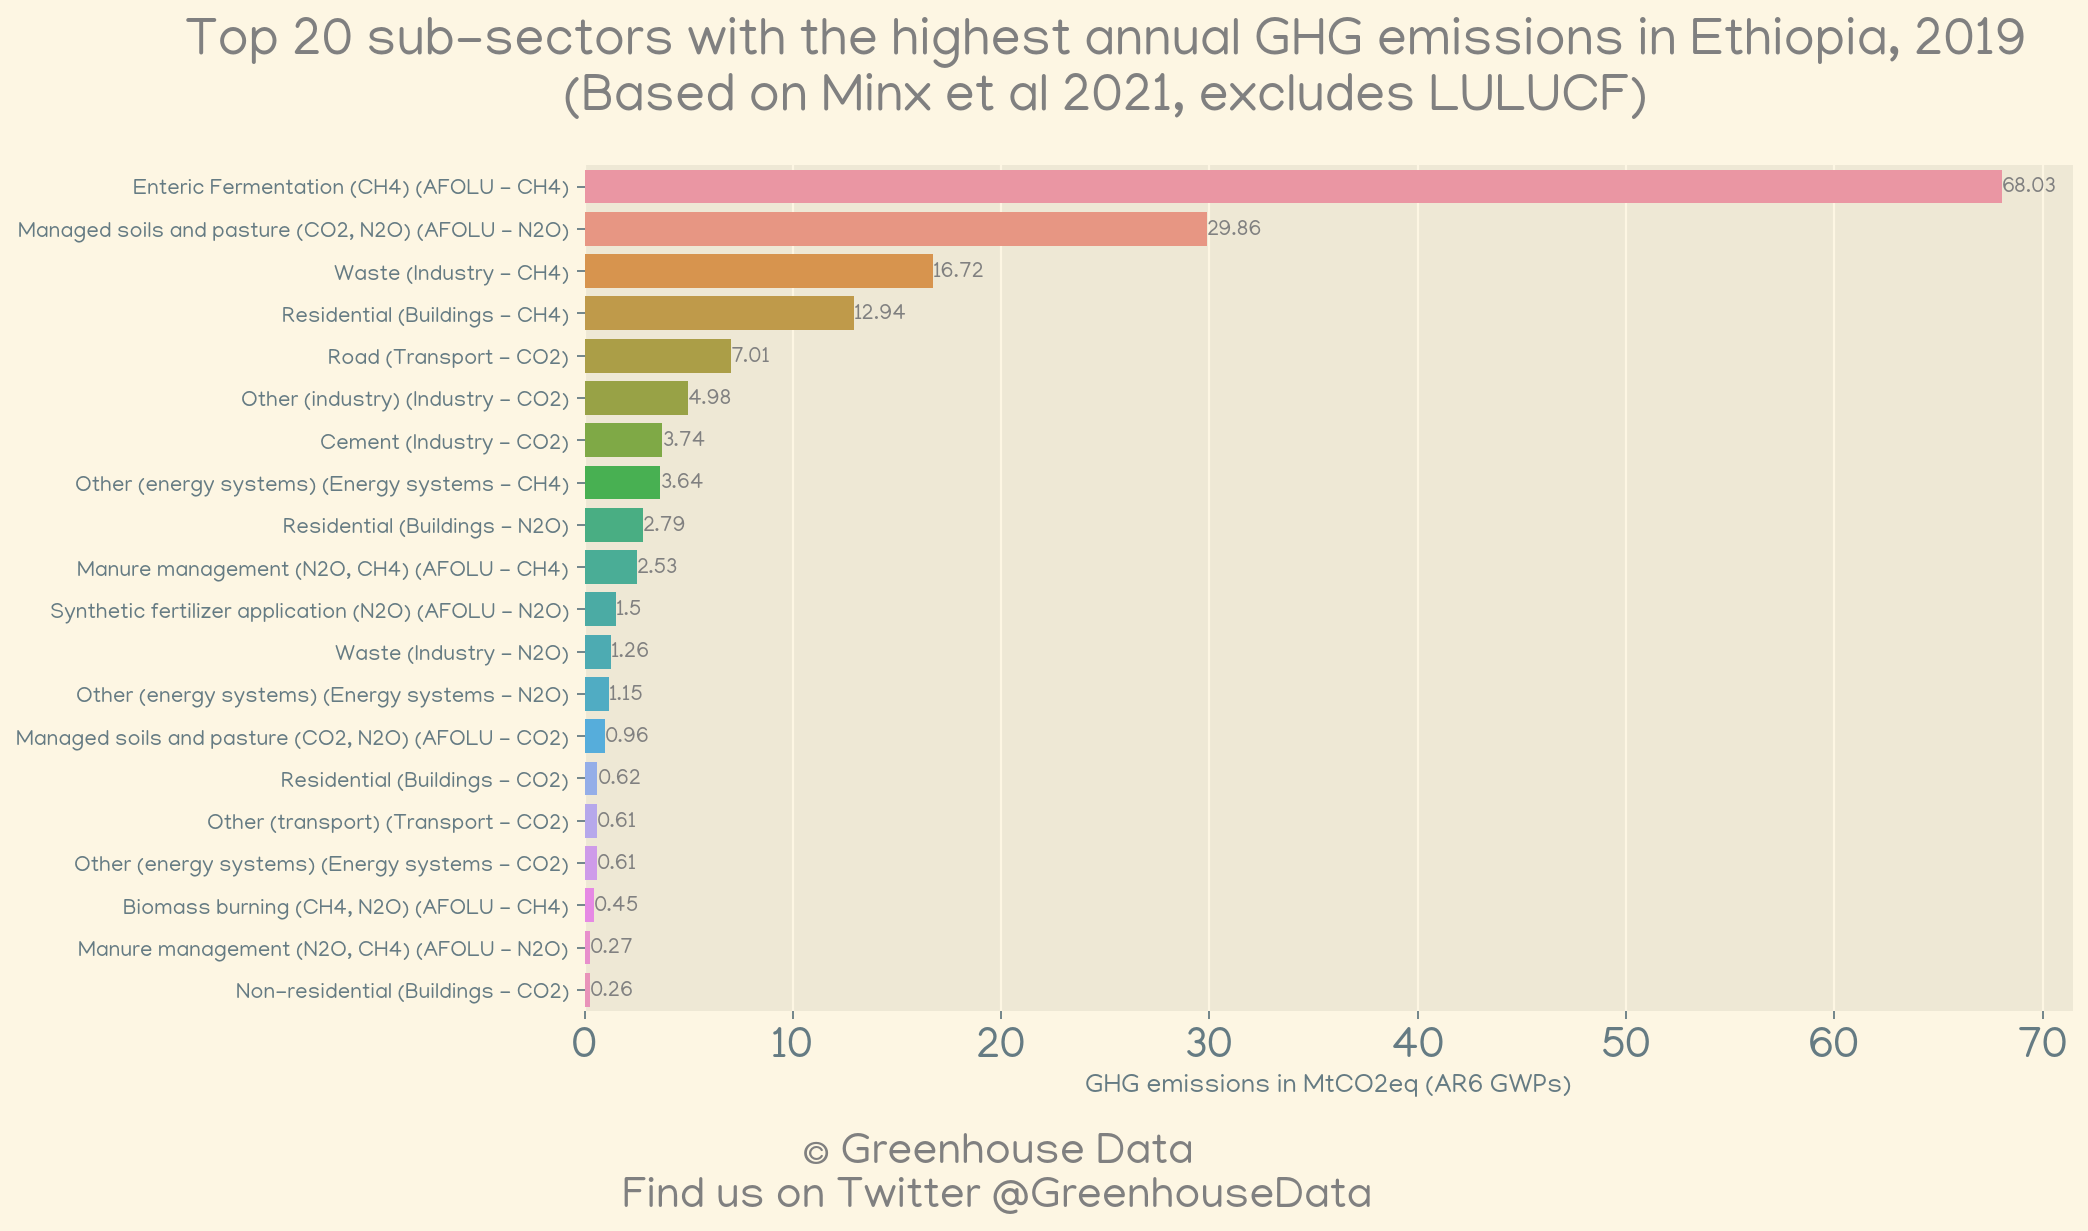 Top 20 sub-sectors with the highest annual GHG emissions in Ethiopia, 2019
(Based on Minx et al 2021, excludes LULUCF)
Enteric Fermentation (CH4) (AFOLU - CH4) 68.03
Managed soils and pasture (CO2, N2O) (AFOLU - N2O) 29.86
Waste (Industry - CH4) 16.72
Residential (Buildings - CH4) 12.94
Road (Transport - CO2) 7.01
Other (industry) (Industry - CO2) 4.98
Cement (Industry - CO2) 3.74
Other (energy systems) (Energy systems - CH4) 3.64
Residential (Buildings - N2O) 2.79
Manure management (N2O, CH4) (AFOLU - CH4) 2.53
Synthetic fertilizer application (N2O) (AFOLU - N2O) 1.5
Waste (Industry - N2O) 1.26
Other (energy systems) (Energy systems - N2O) 1.15
Managed soils and pasture (CO2, N2O) (AFOLU - CO2) 0.96
Residential (Buildings - CO2) 0.62
Other (transport) (Transport - CO2) 0.61
Other (energy systems) (Energy systems - CO2) 0.61
Biomass burning (CH4, N2O) (AFOLU - CH4) 0.45
Manure management (N2O, CH4) (AFOLU - N2O) 0.27
Non-residential (Buildings - CO2) 0.26
0 10 20 30 40 50 60 70
GHG emissions in MtCO2eq (AR6 GWPs)
© Greenhouse Data
Find us on Twitter @GreenhouseData